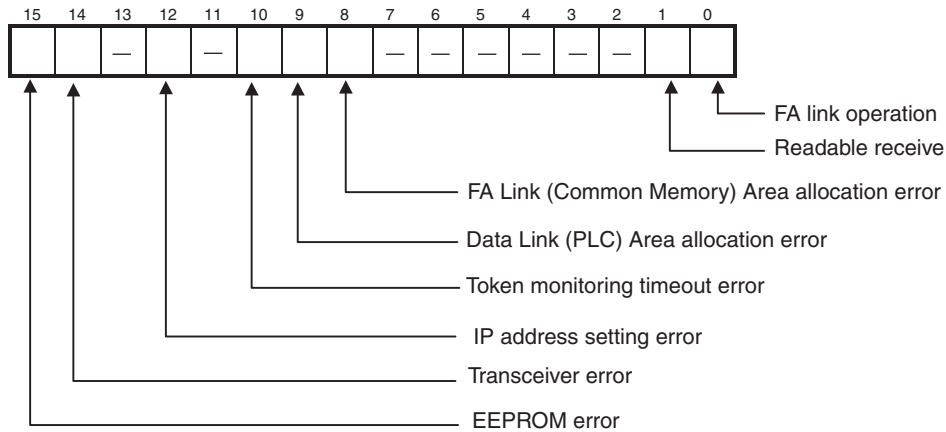 15 14 13 12 11 10 9 8 7 6 5 4 3 2 1 0
— — — — — — — —
FA link operation
Readable receive
FA Link (Common Memory) Area allocation error
Data Link (PLC) Area allocation error
Token monitoring timeout error
IP address setting error
Transceiver error
EEPROM error